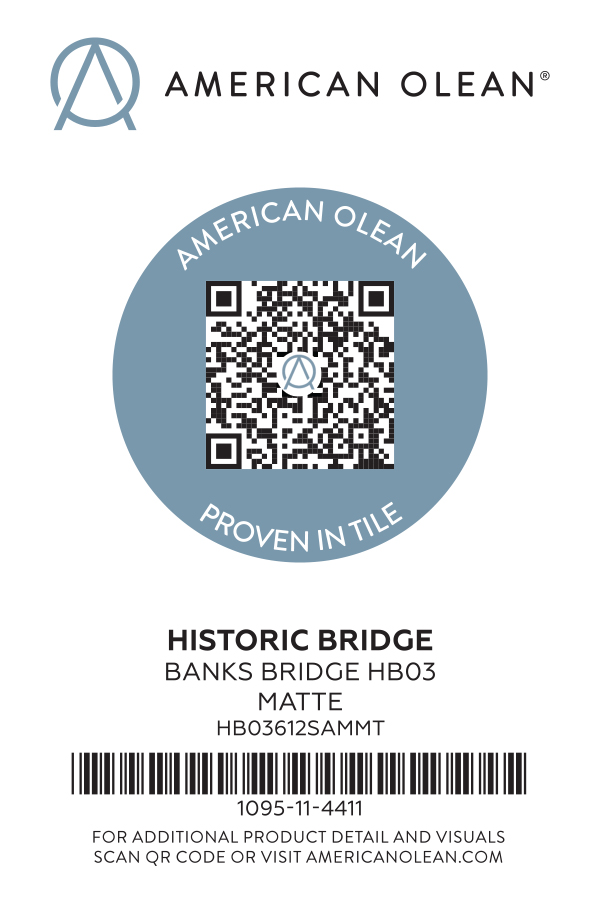 AMERICAN OLEAN®
AMERICAN OLEAN
PROVEN IN TILE
HISTORIC BRIDGE
BANKS BRIDGE HB03
MATTE
HB03612SAMMT
1095-11-4411
FOR ADDITIONAL PRODUCT DETAIL AND VISUALS
SCAN QR CODE OR VISIT AMERICANOLEAN.COM